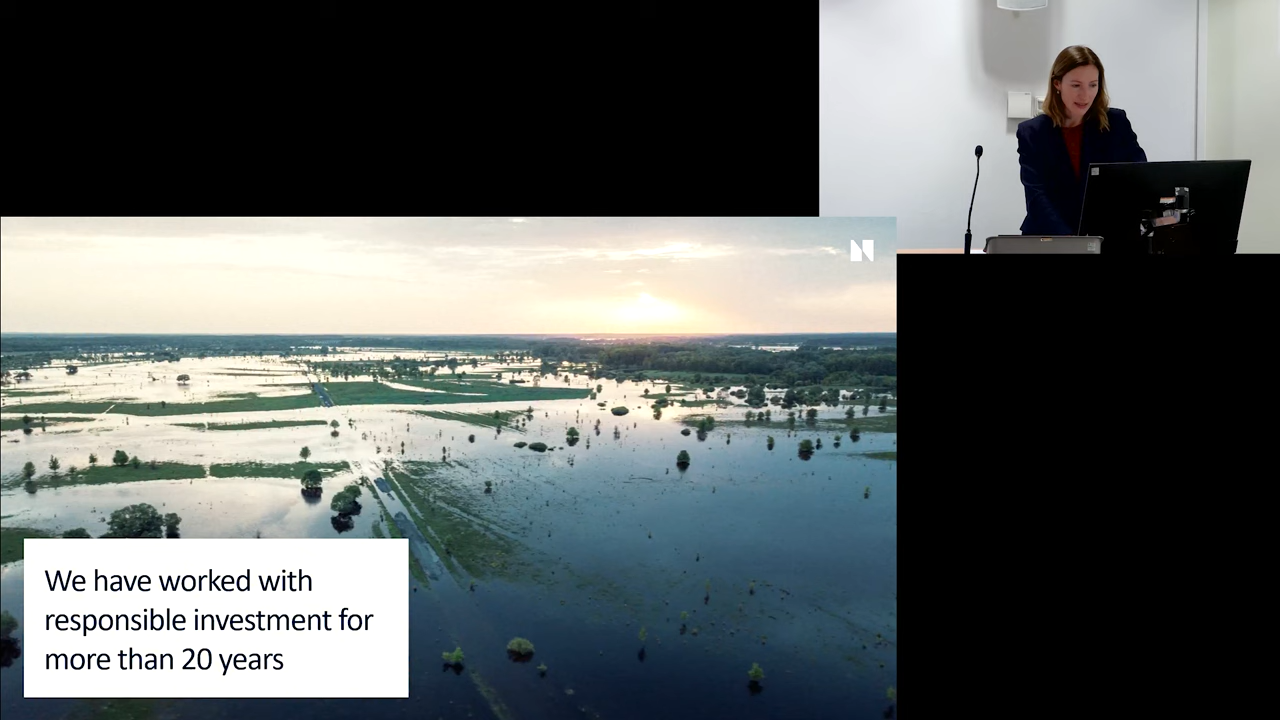 We have worked with
responsible investment for
more than 20 years